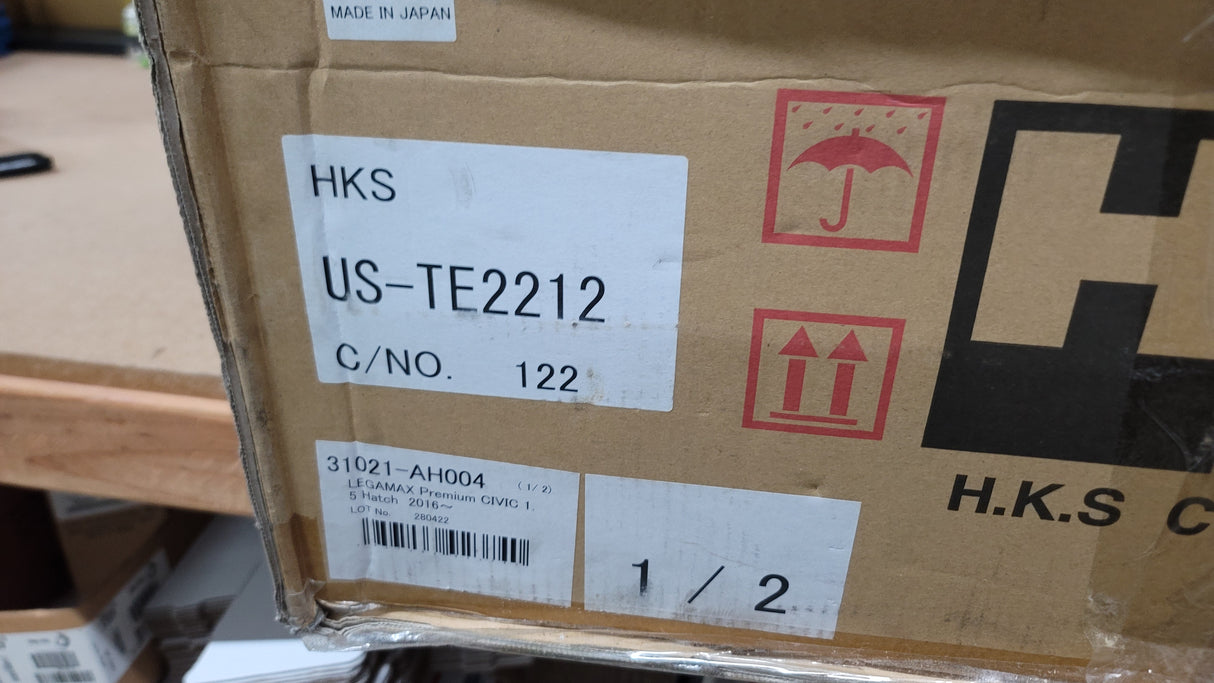 MADE IN JAPAN
HKS
US-TE2212
C/NO. 122
31021-AH004 (1/2)
LEGAMAX Premium CIVIC 1.
5 Hatch 2016～
LOT No. 280422
1 / 2
H.K.S C